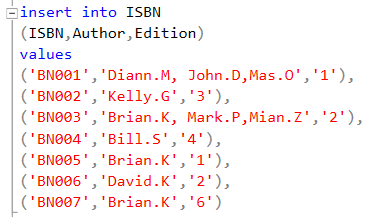 insert into ISBN
(ISBN,Author,Edition)
values
('BN001','Diann.M, John.D,Mas.O','1'),
('BN002','Kelly.G','3'),
('BN003','Brian.K, Mark.P,Mian.Z','2'),
('BN004','Bill.S','4'),
('BN005','Brian.K','1'),
('BN006','David.K','2'),
('BN007','Brian.K','6')